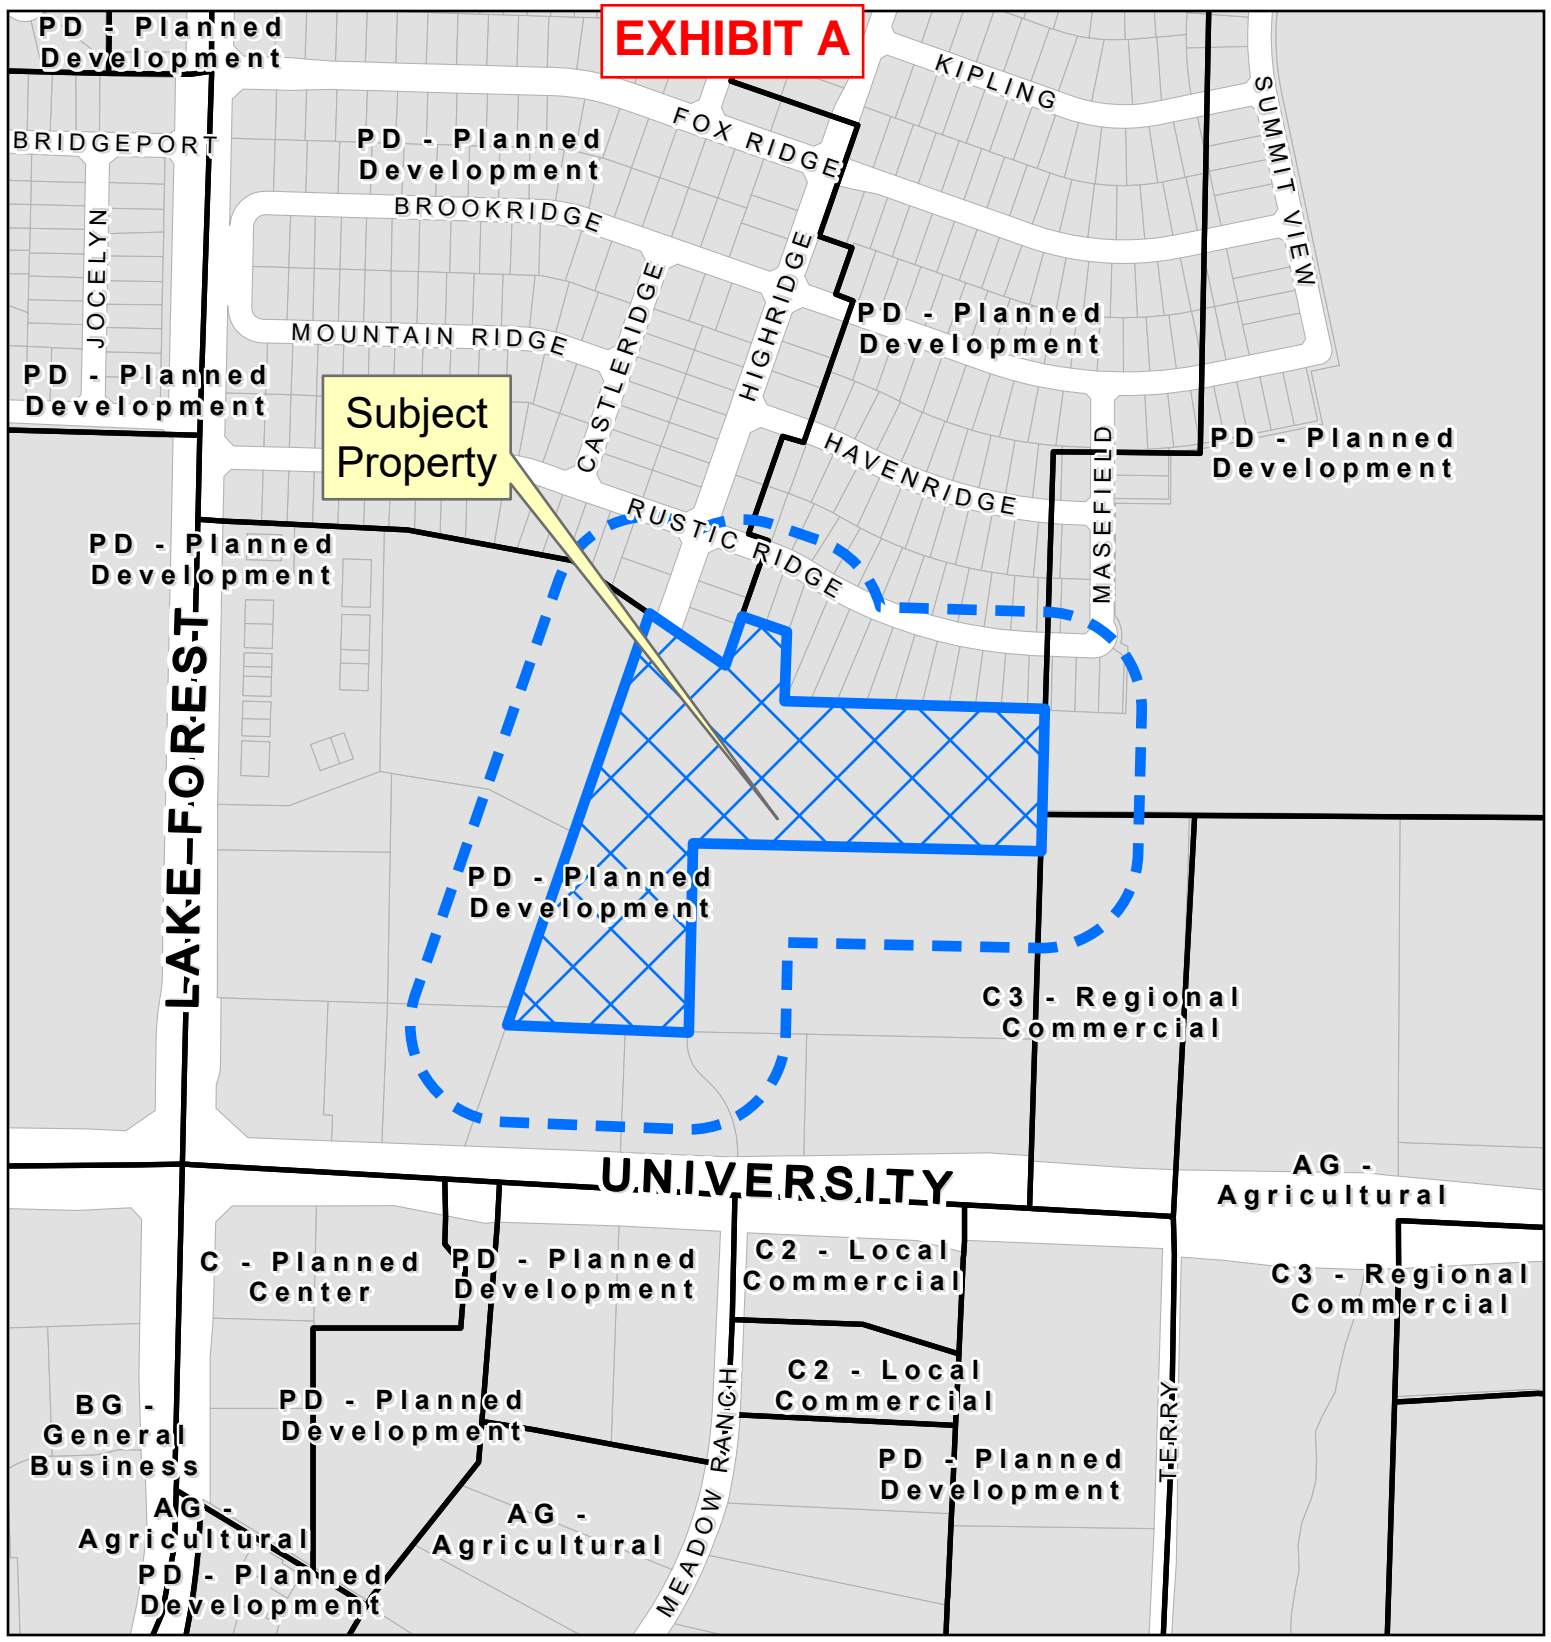 EXHIBIT A
PD - Planned
Development
KIPLING
SUMMIT VIEW
FOX RIDGE
BRIDGEPORT
PD - Planned
Development
JOCELYN
BROOKRIDGE
HIGHRIDGE
CASTLERIDGE
MOUNTAIN RIDGE
PD - Planned
Development
PD - Planned
Development
Subject
Property
HAVENRIDGE
MASEFIELD
PD - Planned
Development
RUSTIC RIDGE
PD - Planned
Development
LAKE FOREST
PD - Planned
Development
C3 - Regional
Commercial
UNIVERSITY
AG -
Agricultural
C - Planned
Center
PD - Planned
Development
C2 - Local
Commercial
C3 - Regional
Commercial
C2 - Local
Commercial
MEADOW RANCH
TERRY
BG -
General
Business
PD - Planned
Development
PD - Planned
Development
AG -
Agricultural
AG -
Agricultural
PD - Planned
Development